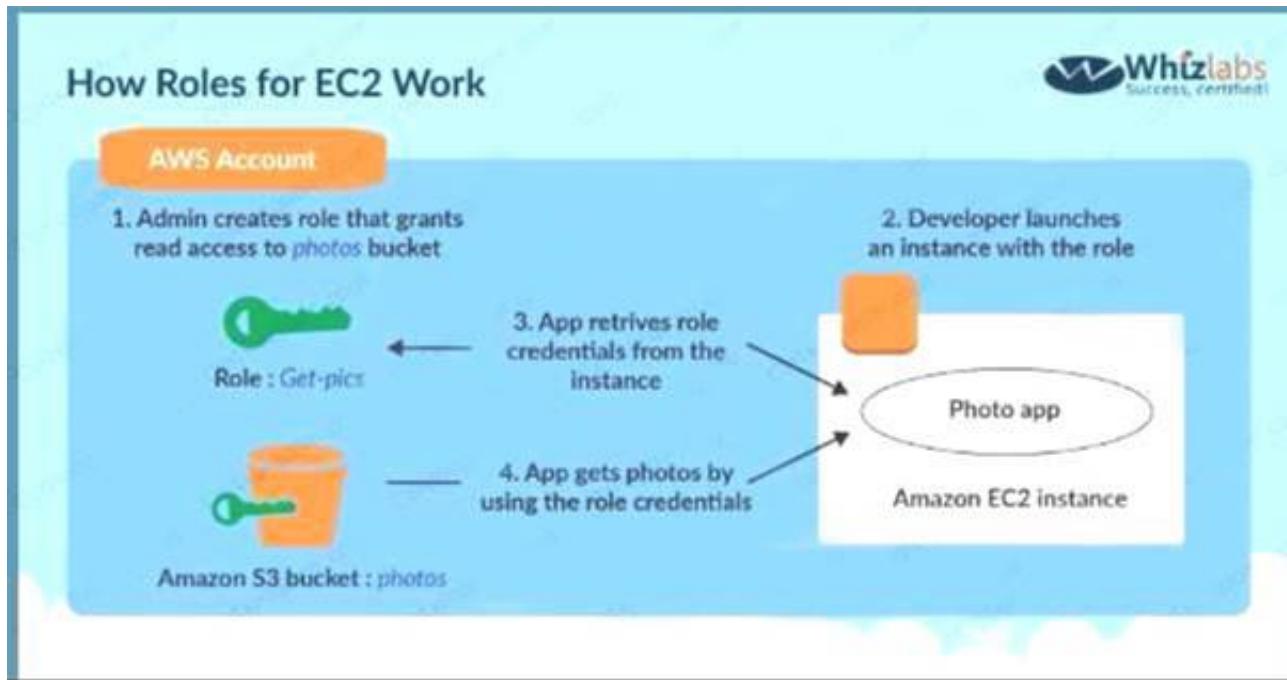 How Roles for EC2 Work
Whizlabs
Success, certified!
AWS Account
1. Admin creates role that grants
read access to photos bucket
2. Developer launches
an instance with the role
3. App retrives role
credentials from the
instance
Role : Get-pics
Photo app
4. App gets photos by
using the role credentials
Amazon EC2 instance
Amazon S3 bucket : photos